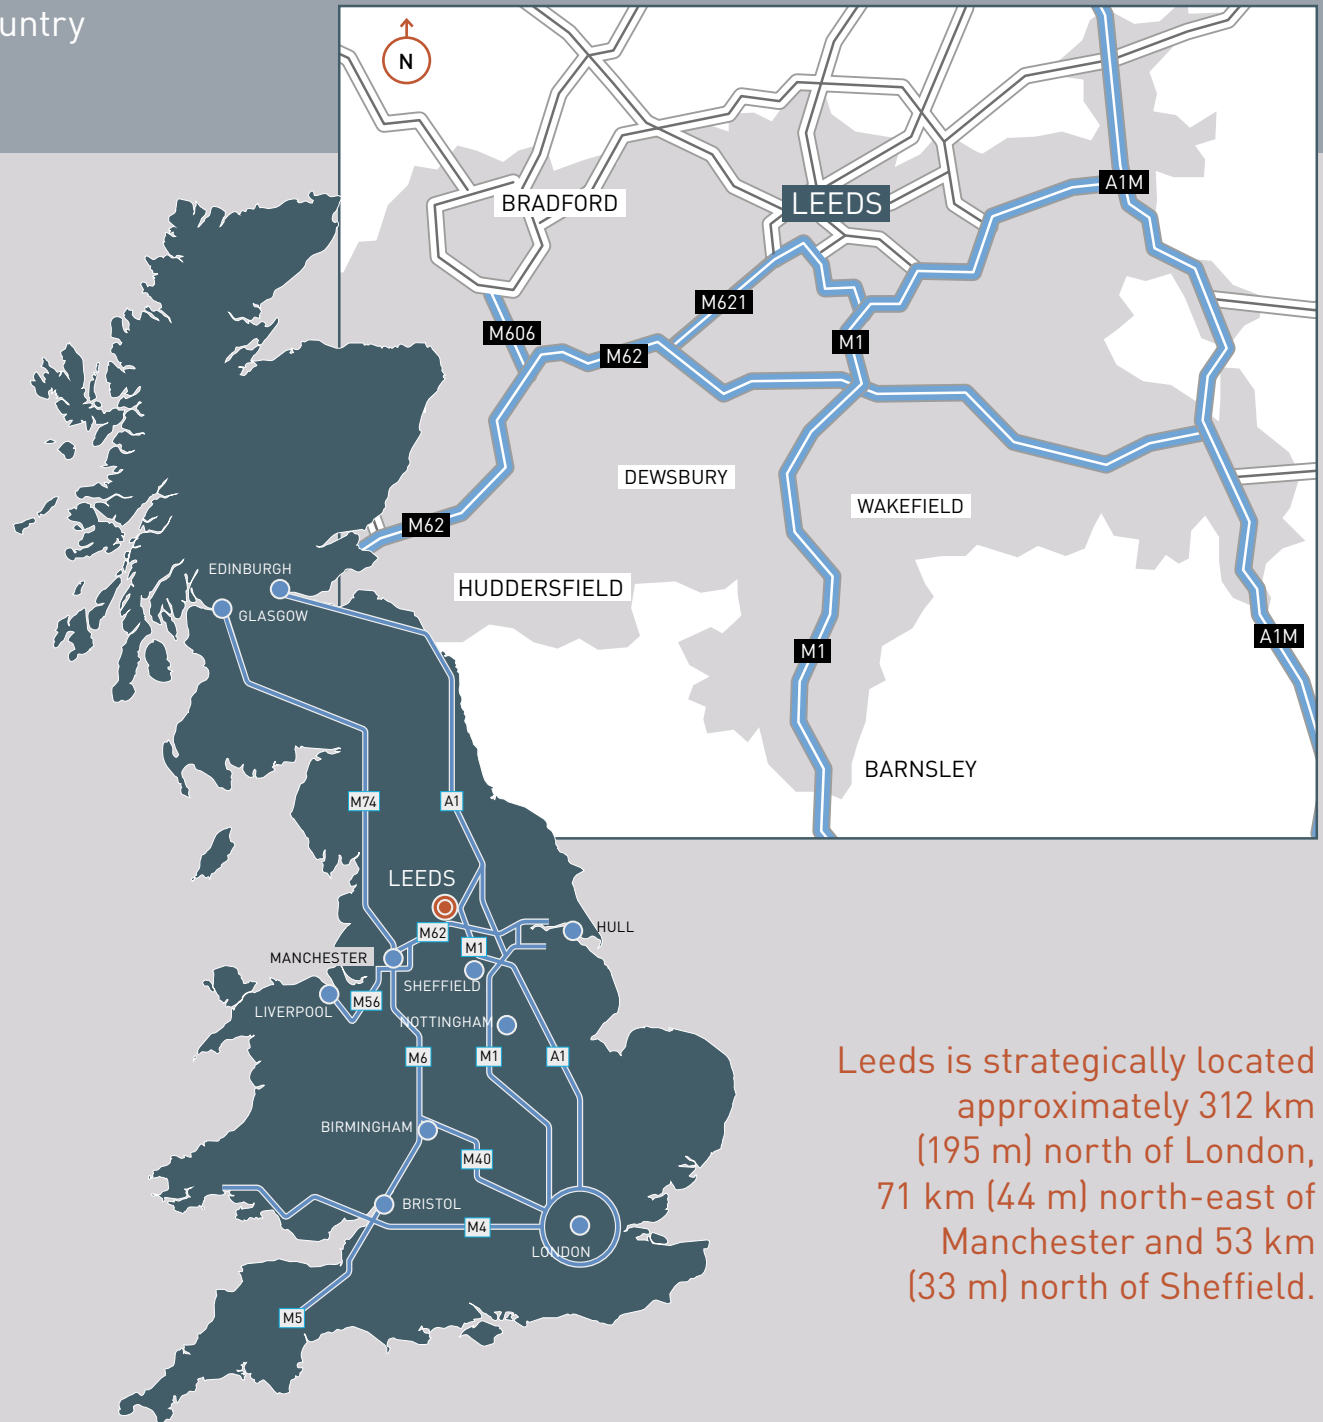 untry
N
BRADFORD
LEEDS
A1M
M621
M606
M1
M62
DEWSBURY
WAKEFIELD
M62
HUDDERSFIELD
A1M
M1
BARNSLEY
EDINBURGH
GLASGOW
M74
A1
LEEDS
HULL
M62
M1
MANCHESTER
SHEFFIELD
M56
LIVERPOOL
NOTTINGHAM
M6
M1
A1
BIRMINGHAM
M40
BRISTOL
M4
LONDON
M5
Leeds is strategically located
approximately 312 km
(195 m) north of London,
71 km (44 m) north-east of
Manchester and 53 km
(33 m) north of Sheffield.